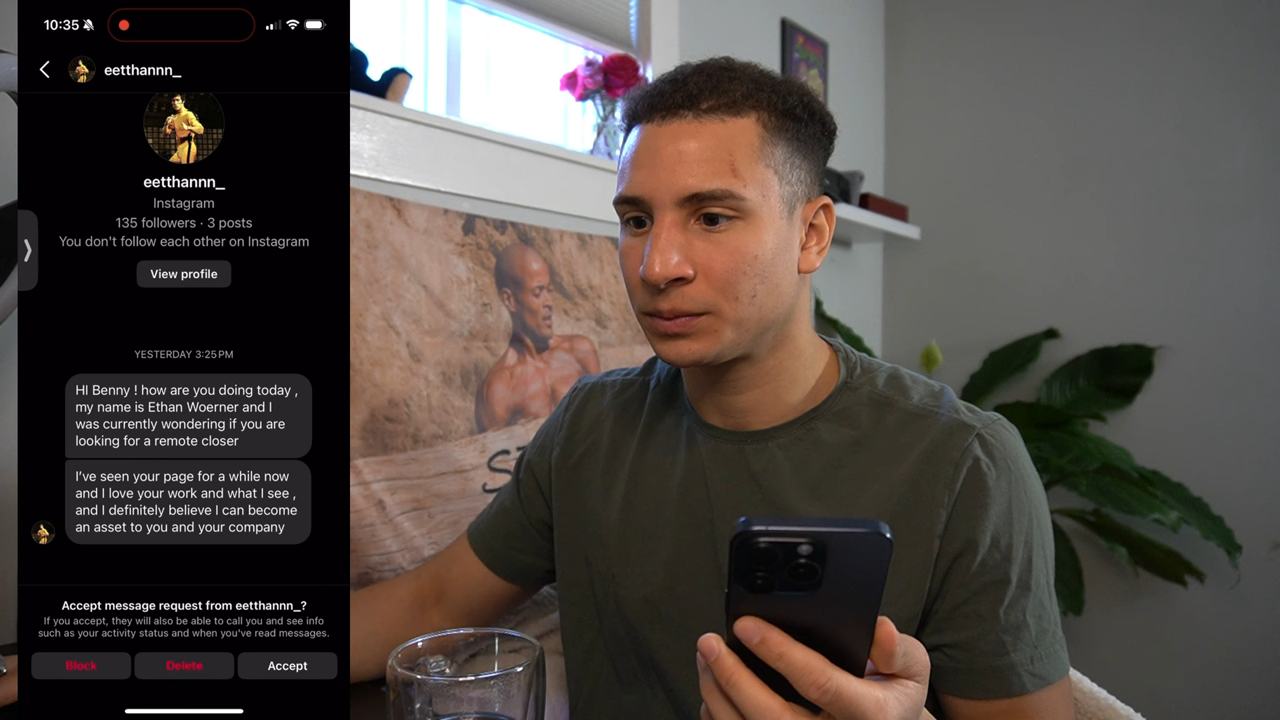 10:35
eetthannn_
eetthannn_
Instagram
135 followers · 3 posts
You don't follow each other on Instagram
View profile
YESTERDAY 3:25 PM
HI Benny ! how are you doing today ,
my name is Ethan Woerner and I
was currently wondering if you are
looking for a remote closer
I've seen your page for a while now
and I love your work and what I see ,
and I definitely believe I can become
an asset to you and your company
Accept message request from eetthannn_?
If you accept, they will also be able to call you and see info
such as your activity status and when you've read messages.
Block
Delete
Accept